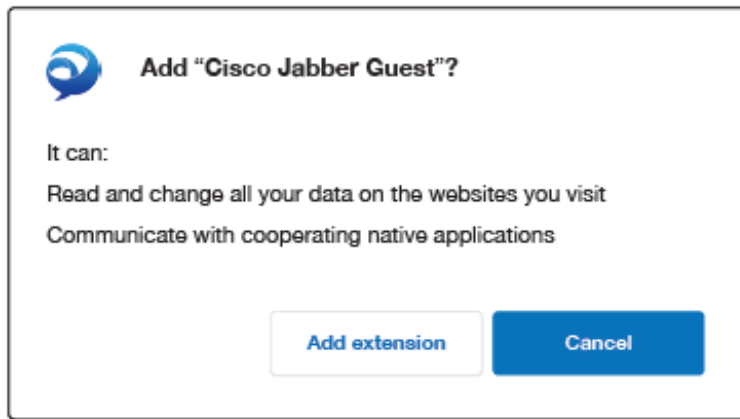 Add “Cisco Jabber Guest”?
It can:
Read and change all your data on the websites you visit
Communicate with cooperating native applications
Add extension
Cancel